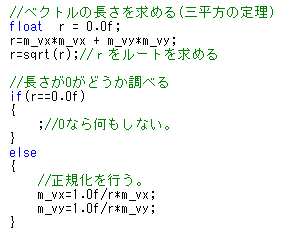 //ベクトルの長さを求める(三平方の定理)
float r = 0.0f;
r=m_vx*m_vx + m_vy*m_vy;
r=sqrt(r);//ｒをルートを求める
//長さが0がどうか調べる
if(r==0.0f)
{
;//0なら何もしない。
}
else
{
//正規化を行う。
m_vx=1.0f/r*m_vx;
m_vy=1.0f/r*m_vy;
}